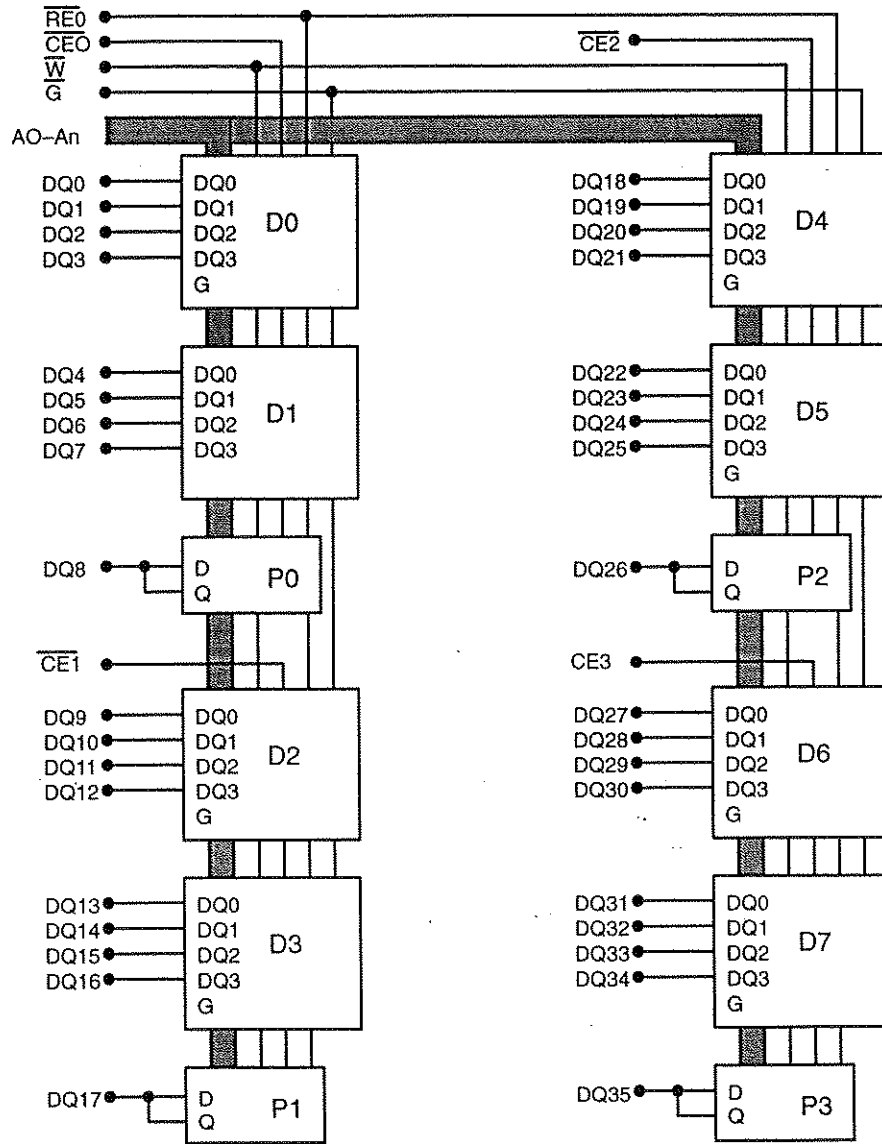 RE0
CEO
CE2
W
G
AO–An
DQ0
DQ1
DQ2
DQ3
DQ0
DQ1
DQ2
DQ3
G
D0
DQ18
DQ19
DQ20
DQ21
DQ0
DQ1
DQ2
DQ3
G
D4
DQ4
DQ5
DQ6
DQ7
DQ0
DQ1
DQ2
DQ3
D1
DQ22
DQ23
DQ24
DQ25
DQ0
DQ1
DQ2
DQ3
G
D5
DQ8
D
Q
P0
DQ26
D
Q
P2
CE1
CE3
DQ9
DQ10
DQ11
DQ12
DQ0
DQ1
DQ2
DQ3
G
D2
DQ27
DQ28
DQ29
DQ30
DQ0
DQ1
DQ2
DQ3
G
D6
DQ13
DQ14
DQ15
DQ16
DQ0
DQ1
DQ2
DQ3
G
D3
DQ31
DQ32
DQ33
DQ34
DQ0
DQ1
DQ2
DQ3
G
D7
DQ17
D
Q
P1
DQ35
D
Q
P3